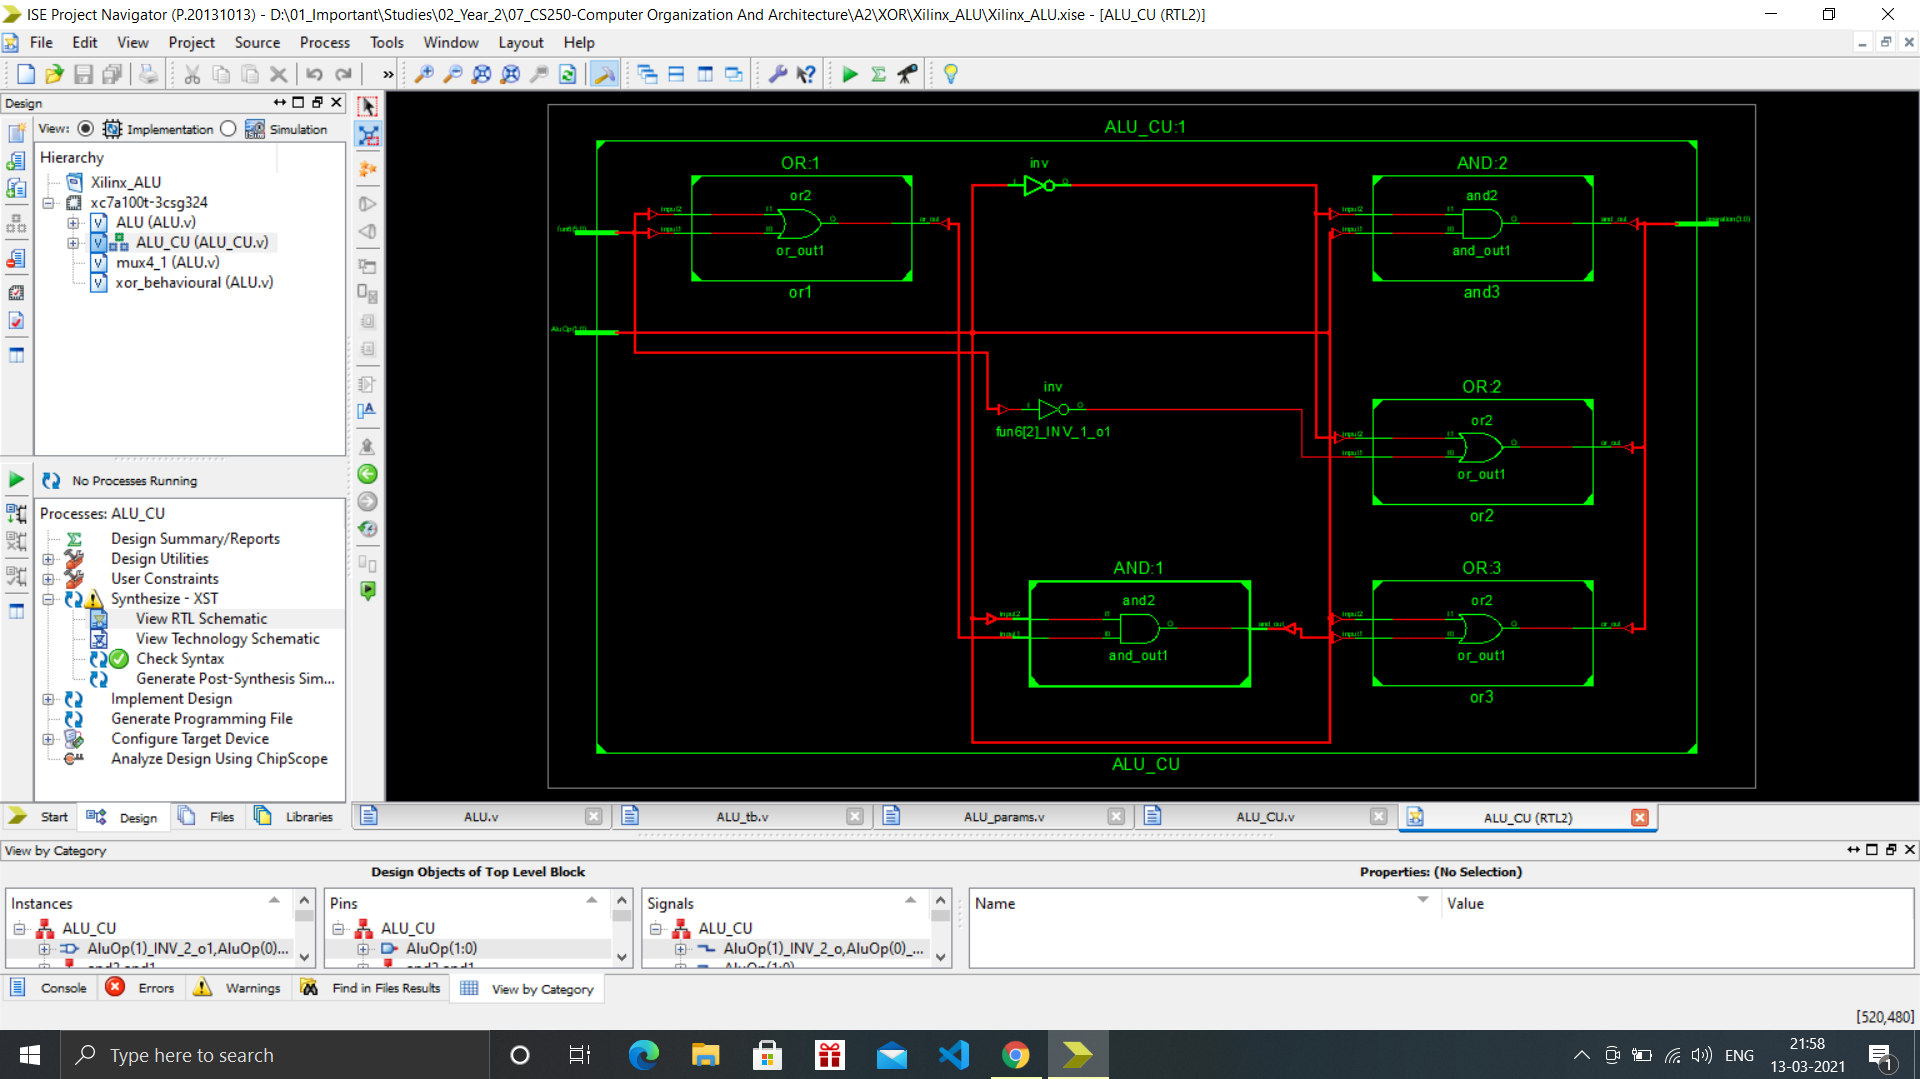 ISE Project Navigator (P.20131013) - D:\01_Important\Studies\02_Year_2\07_CS250-Computer Organization And Architecture\A2\XOR\Xilinx_ALU\Xilinx_ALU.xise - [ALU_CU (RTL2)]
File Edit View Project Source Process Tools Window Layout Help
Design
View: Implementation Simulation
Hierarchy
Xilinx_ALU
xc7a100t-3csg324
ALU (ALU.v)
ALU_CU (ALU_CU.v)
mux4_1 (ALU.v)
xor_behavioural (ALU.v)
No Processes Running
Processes: ALU_CU
Design Summary/Reports
Design Utilities
User Constraints
Synthesize - XST
View RTL Schematic
View Technology Schematic
Check Syntax
Generate Post-Synthesis Sim...
Implement Design
Generate Programming File
Configure Target Device
Analyze Design Using ChipScope
Start Design Files Libraries
ALU_CU:1
OR:1
or2
or_out1
or1
inv
AND:2
and2
and_out1
and3
AluOp(1:0)
inv
fun6[2]_INV_1_o1
OR:2
or2
or_out1
or2
AND:1
and2
and_out1
OR:3
or2
or_out1
or3
ALU_CU
ALU.v ALU_tb.v ALU_params.v ALU_CU.v ALU_CU (RTL2)
View by Category
Design Objects of Top Level Block
Properties: (No Selection)
Instances
ALU_CU
AluOp(1)_INV_2_o1,AluOp(0)...
Pins
ALU_CU
AluOp(1:0)
Signals
ALU_CU
AluOp(1)_INV_2_o,AluOp(0)_...
AluOp(1:0)
Name Value
Console Errors Warnings Find in Files Results View by Category
[520,480]
Type here to search
ENG
21:58
13-03-2021
1